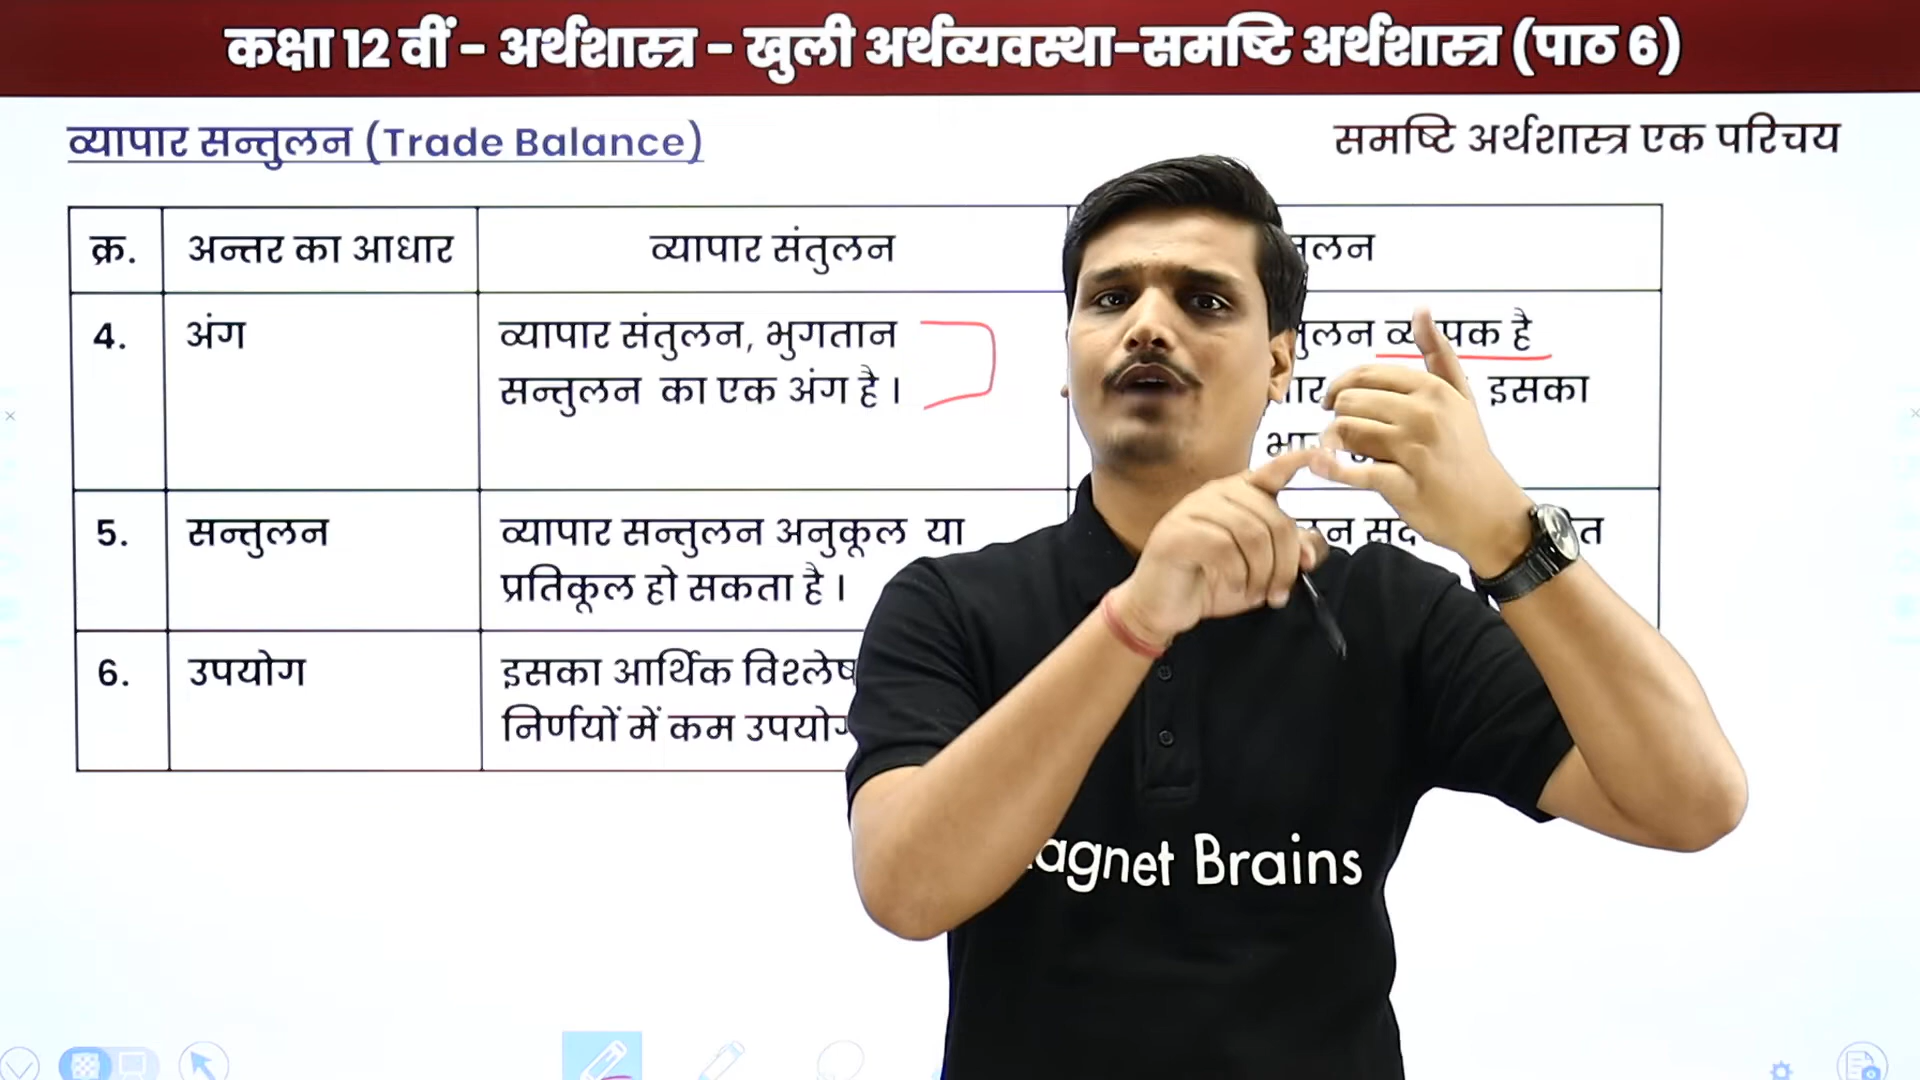 कक्षा 12 वीं - अर्थशास्त्र - खुली अर्थव्यवस्था-समष्टि अर्थशास्त्र (पाठ 6)
व्यापार सन्तुलन (Trade Balance)
समष्टि अर्थशास्त्र एक परिचय
क्र.
अन्तर का आधार
व्यापार संतुलन
4.
अंग
व्यापार संतुलन, भुगतान
सन्तुलन का एक अंग है ।
है
इसका
5.
सन्तुलन
व्यापार सन्तुलन अनुकूल या
प्रतिकूल हो सकता है ।
6.
उपयोग
इसका आर्थिक
निर्णयों में कम
Brains